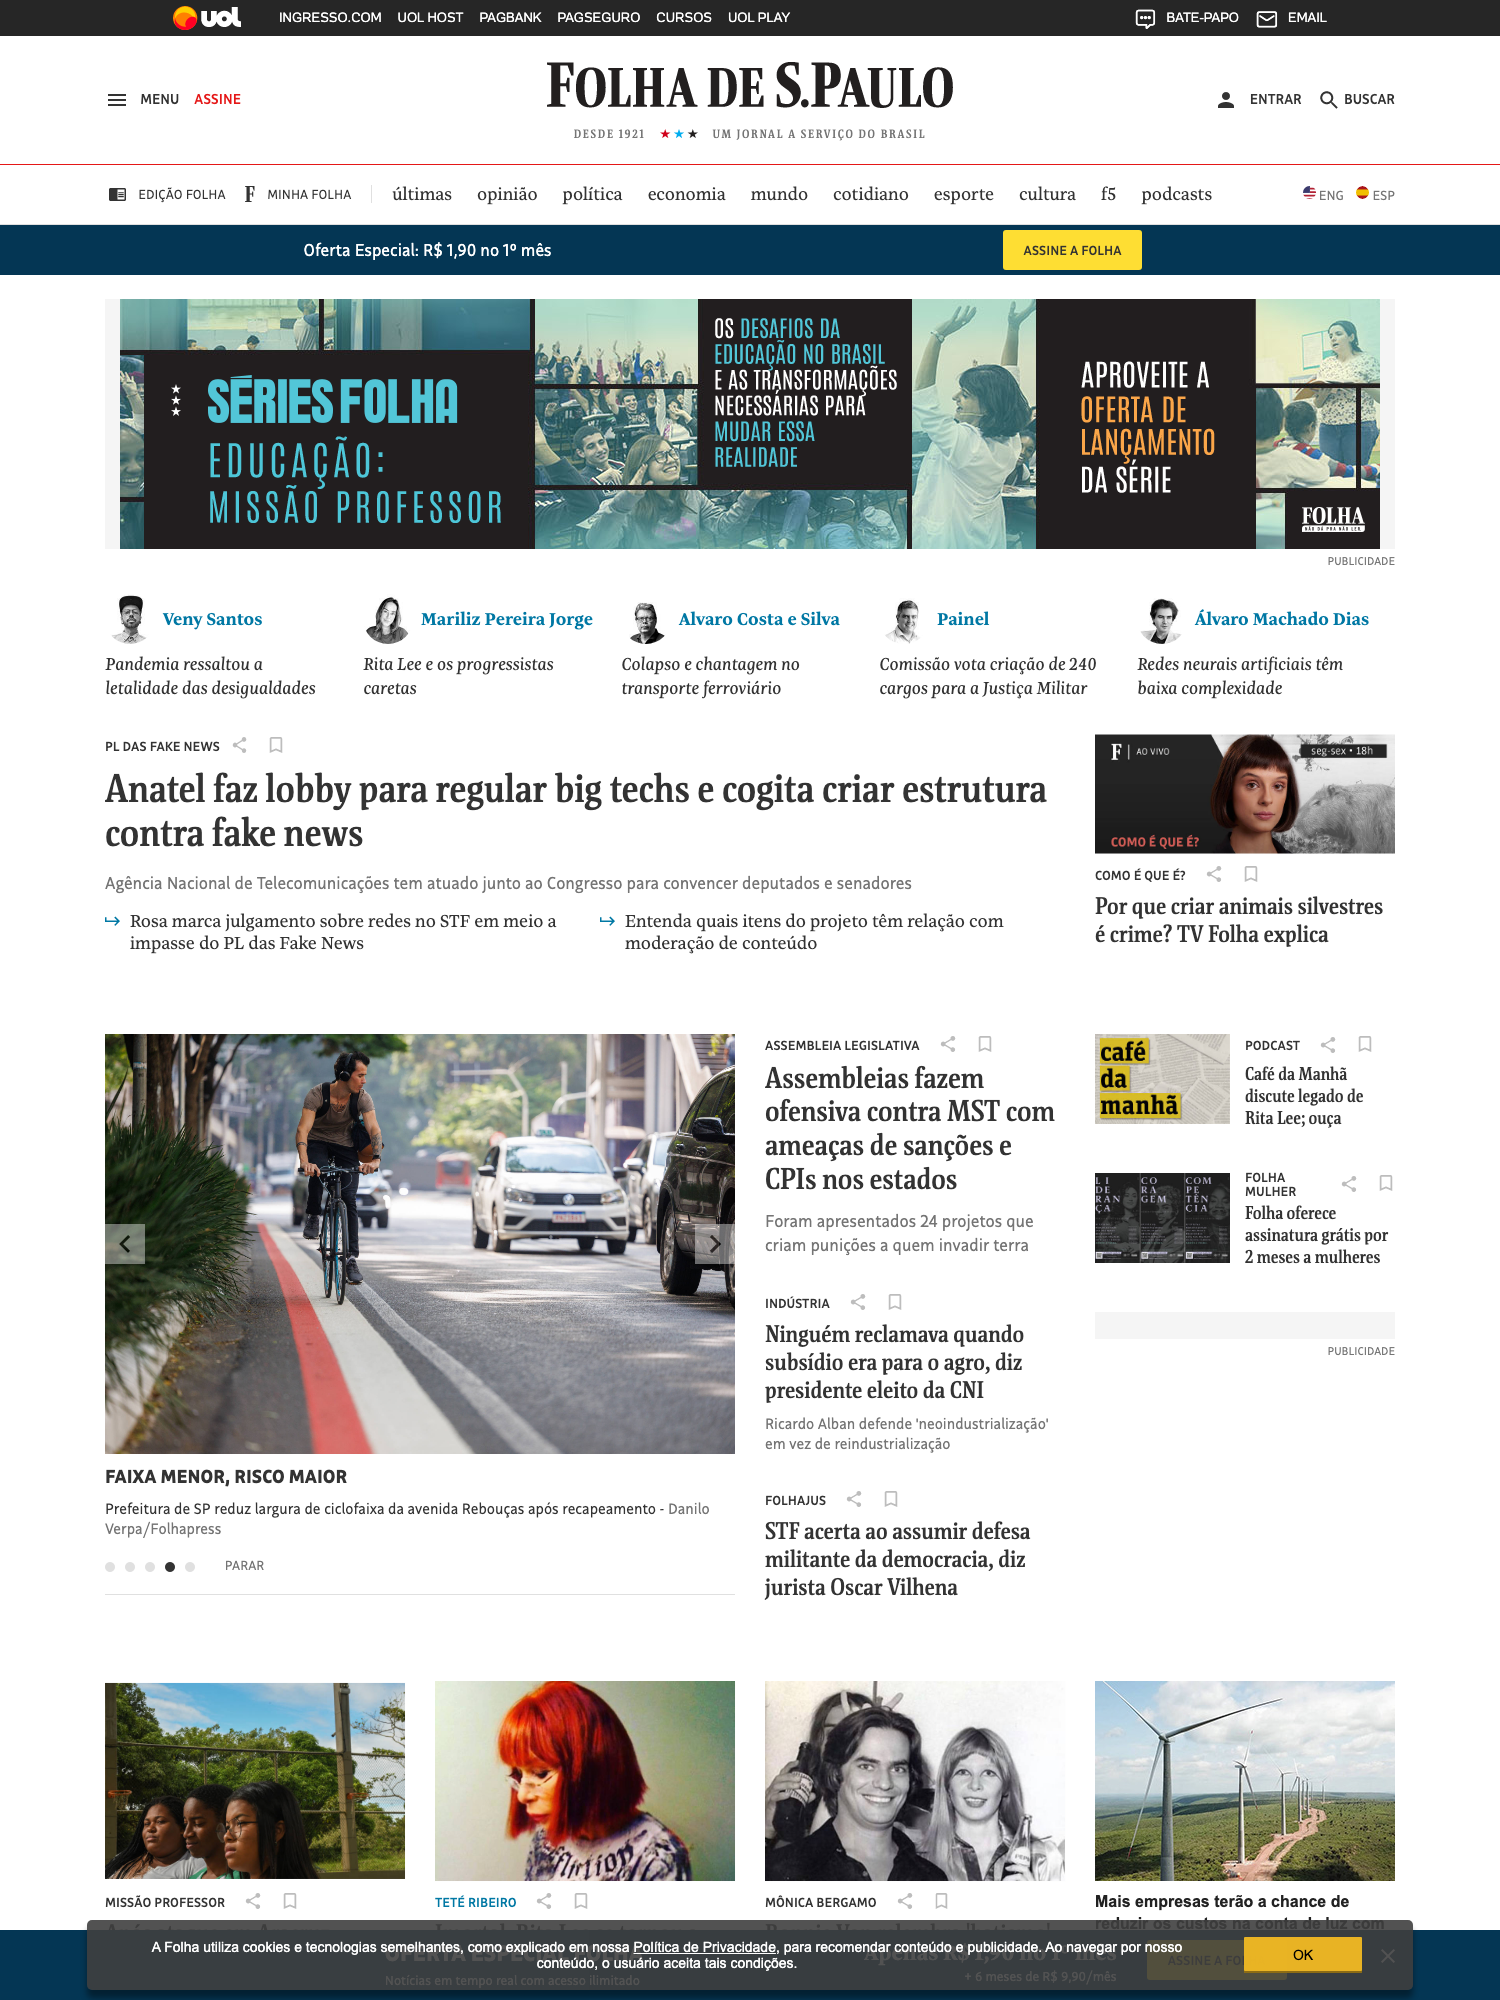 uol INGRESSO.COM UOL HOST PAGBANK PAGSEGURO CURSOS UOL PLAY BATE-PAPO EMAIL
MENU ASSINE
FOLHA DE S.PAULO
ENTRAR BUSCAR
DESDE 1921 ★★★ UM JORNAL A SERVIÇO DO BRASIL
EDIÇÃO FOLHA F MINHA FOLHA últimas opinião política economia mundo cotidiano esporte cultura f5 podcasts ENG ESP
Oferta Especial: R$ 1,90 no 1º mês ASSINE A FOLHA
SÉRIES FOLHA
EDUCAÇÃO:
MISSÃO PROFESSOR
OS DESAFIOS DA
EDUCAÇÃO NO BRASIL
E AS TRANSFORMAÇÕES
NECESSÁRIAS PARA
MUDAR ESSA
REALIDADE
APROVEITE A
OFERTA DE
LANÇAMENTO
DA SÉRIE
FOLHA
NÃO DÁ PRA NÃO LER
PUBLICIDADE
Veny Santos
Pandemia ressaltou a
letalidade das desigualdades
Mariliz Pereira Jorge
Rita Lee e os progressistas
caretas
Alvaro Costa e Silva
Colapso e chantagem no
transporte ferroviário
Painel
Comissão vota criação de 240
cargos para a Justiça Militar
Álvaro Machado Dias
Redes neurais artificiais têm
baixa complexidade
PL DAS FAKE NEWS
Anatel faz lobby para regular big techs e cogita criar estrutura
contra fake news
Agência Nacional de Telecomunicações tem atuado junto ao Congresso para convencer deputados e senadores
Rosa marca julgamento sobre redes no STF em meio a
impasse do PL das Fake News
Entenda quais itens do projeto têm relação com
moderação de conteúdo
F AO VIVO
seg-sex • 18h
COMO É QUE É?
COMO É QUE É?
Por que criar animais silvestres
é crime? TV Folha explica
FAIXA MENOR, RISCO MAIOR
Prefeitura de SP reduz largura de ciclofaixa da avenida Rebouças após recapeamento - Danilo
Verpa/Folhapress
PARAR
ASSEMBLEIA LEGISLATIVA
Assembleias fazem
ofensiva contra MST com
ameaças de sanções e
CPIs nos estados
Foram apresentados 24 projetos que
criam punições a quem invadir terra
INDÚSTRIA
Ninguém reclamava quando
subsídio era para o agro, diz
presidente eleito da CNI
Ricardo Alban defende 'neoindustrialização'
em vez de reindustrialização
FOLHAJUS
STF acerta ao assumir defesa
militante da democracia, diz
jurista Oscar Vilhena
café
da
manhã
PODCAST
Café da Manhã
discute legado de
Rita Lee; ouça
LI
DE
RAN
ÇA
CO
RA
GEM
COM
PE
TÊN
CIA
FOLHA
MULHER
Folha oferece
assinatura grátis por
2 meses a mulheres
PUBLICIDADE
MISSÃO PROFESSOR
TETÉ RIBEIRO
MÔNICA BERGAMO
Mais empresas terão a chance de
reduzir os custos na conta de luz com
A Folha utiliza cookies e tecnologias semelhantes, como explicado em nossa Política de Privacidade, para recomendar conteúdo e publicidade. Ao navegar por nosso
conteúdo, o usuário aceita tais condições.
OK
Apenas R$ 1,90 no 1º mês
Notícias em tempo real com acesso ilimitado
+ 6 meses de R$ 9,90/mês
ASSINE A FO